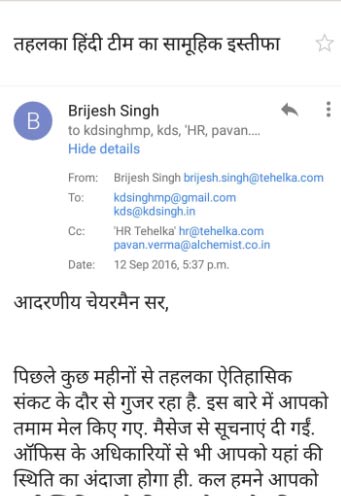 तहलका हिंदी टीम का सामूहिक इस्तीफा
B
Brijesh Singh
to kdsinghmp, kds, 'HR, pavan....
Hide details
From: Brijesh Singh brijesh.singh@tehelka.com
To: kdsinghmp@gmail.com
kds@kdsingh.in
Cc: 'HR Tehelka' hr@tehelka.com
pavan.verma@alchemist.co.in
Date: 12 Sep 2016, 5:37 p.m.
आदरणीय चेयरमैन सर,
पिछले कुछ महीनों से तहलका ऐतिहासिक
संकट के दौर से गुजर रहा है. इस बारे में आपको
तमाम मेल किए गए. मैसेज से सूचनाएं दी गईं.
ऑफिस के अधिकारियों से भी आपको यहां की
स्थिति का अंदाजा होगा ही. कल हमने आपको